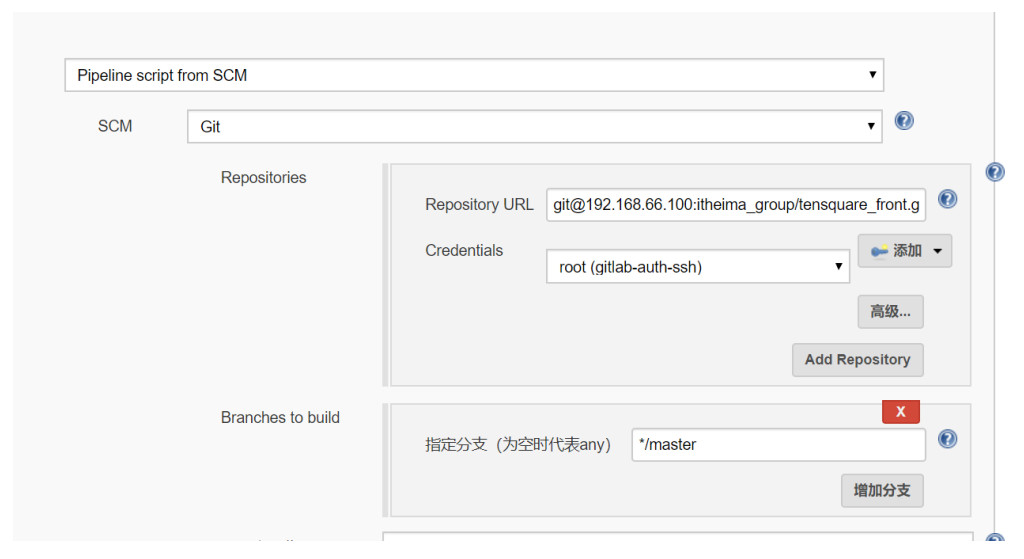 Pipeline script from SCM
SCM
Git
Repositories
Repository URL
git@192.168.66.100:itheima_group/tensquare_front.g
Credentials
添加
root (gitlab-auth-ssh)
高级...
Add Repository
Branches to build
X
指定分支（为空时代表any）
*/master
增加分支